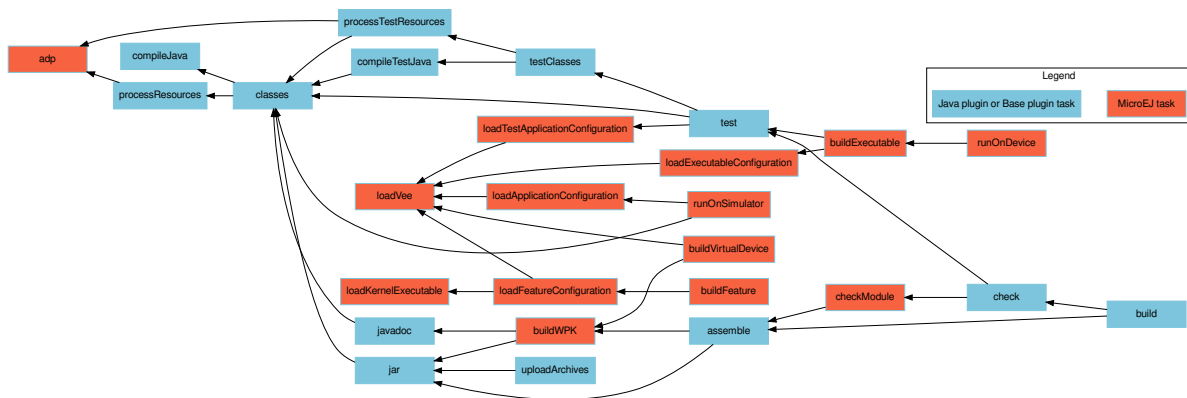 processTestResources
adp
compileJava
compileTestJava
testClasses
processResources
classes
Legend
Java plugin or Base plugin task
MicroEJ task
test
loadTestApplicationConfiguration
buildExecutable
runOnDevice
loadExecutableConfiguration
loadVee
loadApplicationConfiguration
runOnSimulator
buildVirtualDevice
loadKernelExecutable
loadFeatureConfiguration
buildFeature
checkModule
check
build
javadoc
buildWPK
assemble
jar
uploadArchives